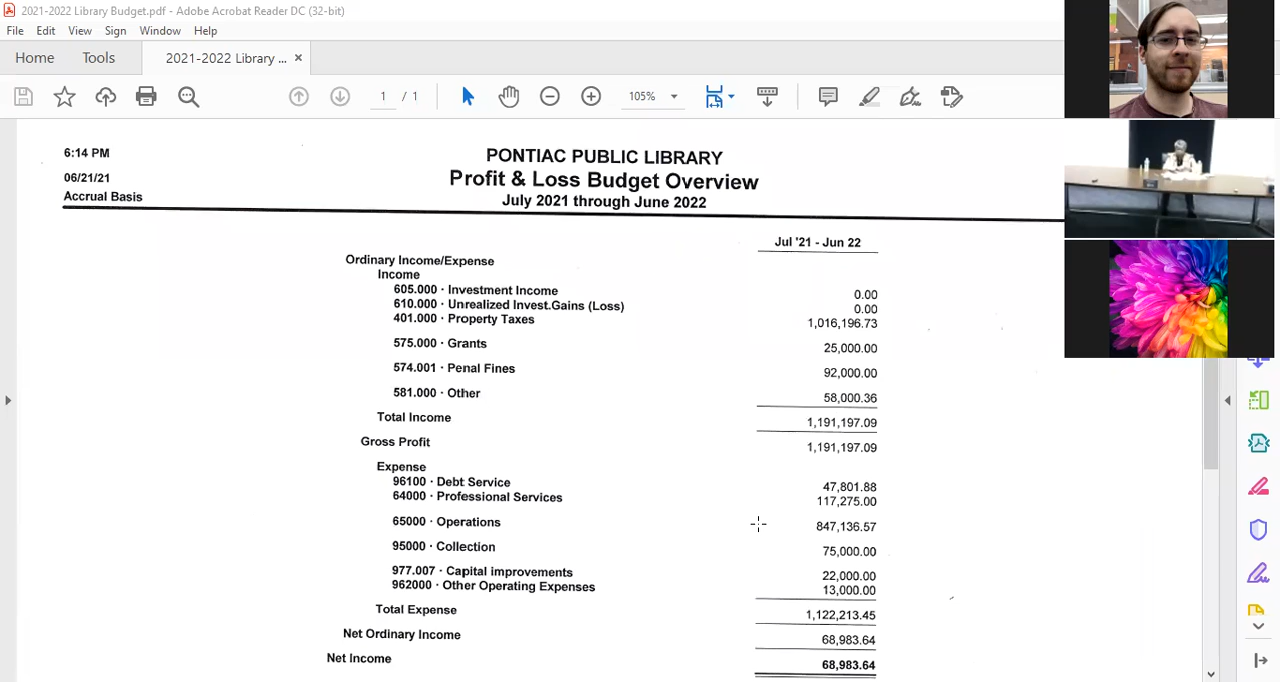 2021-2022 Library Budget.pdf - Adobe Acrobat Reader DC (32-bit)
File Edit View Sign Window Help
Home Tools 2021-2022 Library ... ×
1 / 1 105%
6:14 PM
06/21/21
Accrual Basis
PONTIAC PUBLIC LIBRARY
Profit & Loss Budget Overview
July 2021 through June 2022
Jul '21 - Jun 22
Ordinary Income/Expense
Income
605.000 · Investment Income 0.00
610.000 · Unrealized Invest.Gains (Loss) 0.00
401.000 · Property Taxes 1,016,196.73
575.000 · Grants 25,000.00
574.001 · Penal Fines 92,000.00
581.000 · Other 58,000.36
Total Income 1,191,197.09
Gross Profit 1,191,197.09
Expense
96100 · Debt Service 47,801.88
64000 · Professional Services 117,275.00
65000 · Operations 847,136.57
95000 · Collection 75,000.00
977.007 · Capital improvements 22,000.00
962000 · Other Operating Expenses 13,000.00
Total Expense 1,122,213.45
Net Ordinary Income 68,983.64
Net Income 68,983.64